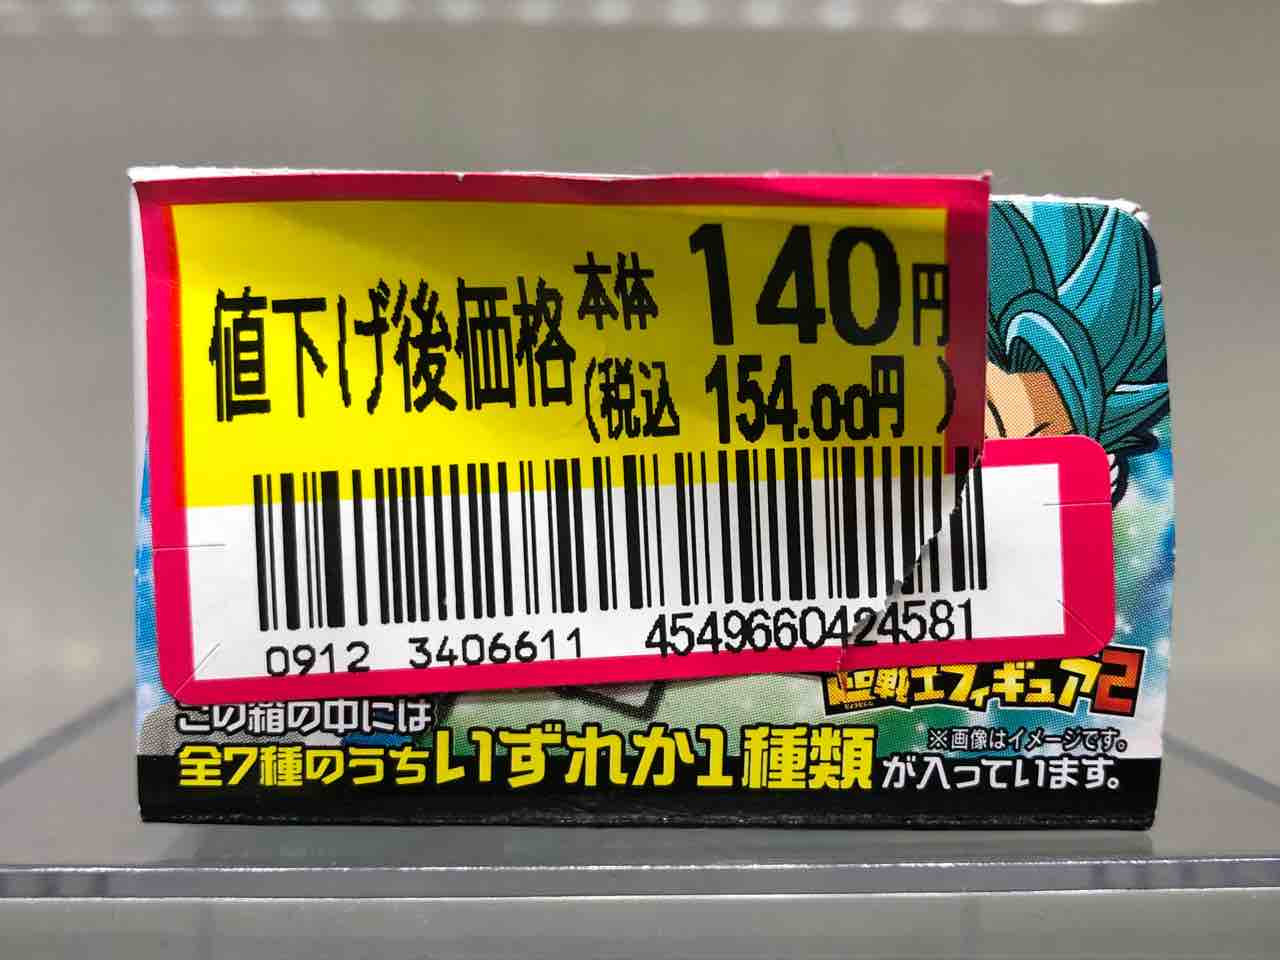 値下げ後価格 本体 140円
(税込 154.00円 )
0912 3406611 4549660424581
超戦士フィギュア2
この箱の中には
※画像はイメージです。
全7種のうちいずれか1種類が入っています。